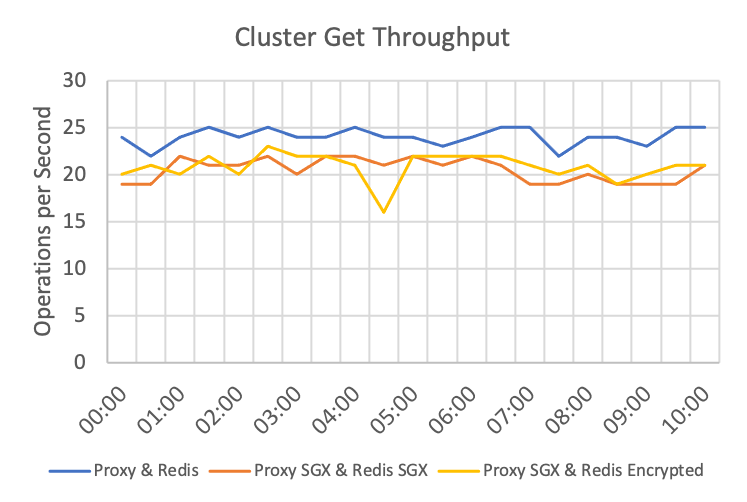 Cluster Get Throughput
Operations per Second
30
25
20
15
10
5
0
00:00 01:00 02:00 03:00 04:00 05:00 06:00 07:00 08:00 09:00 10:00
Proxy & Redis Proxy SGX & Redis SGX Proxy SGX & Redis Encrypted